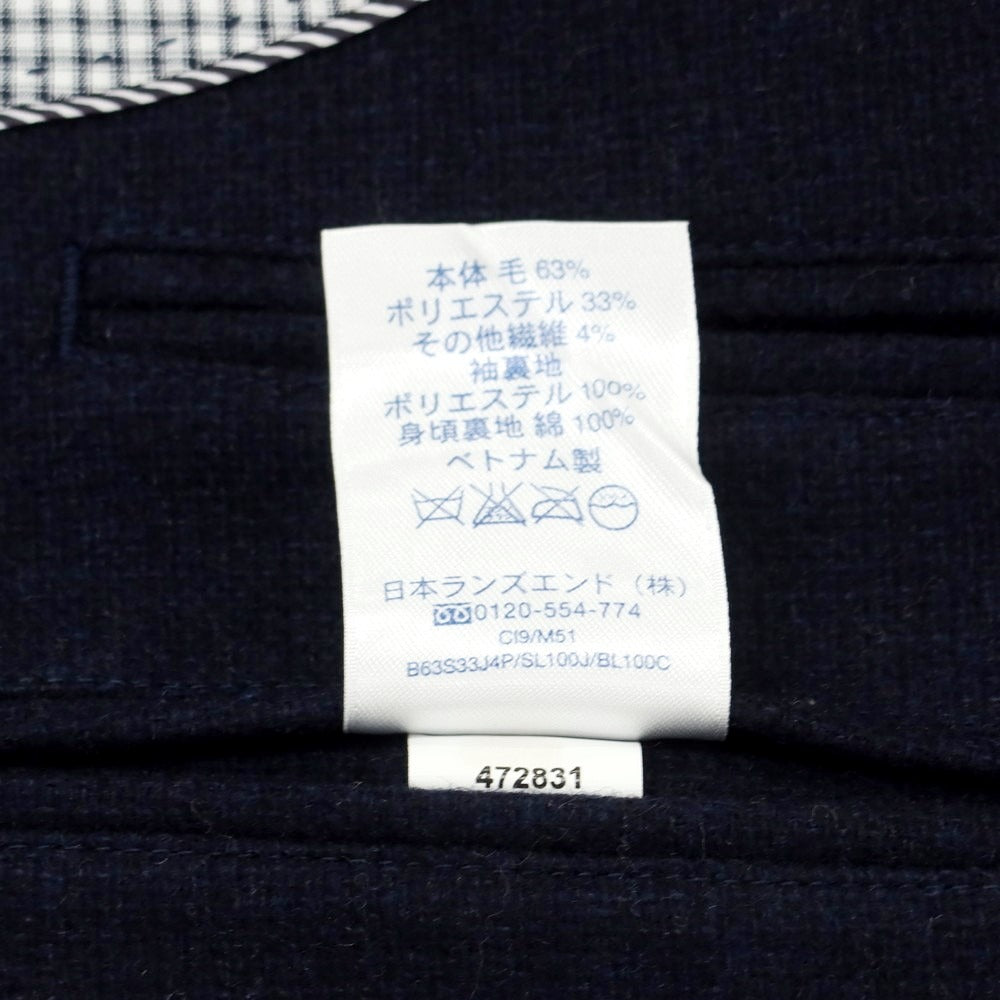 本体 毛 63%
ポリエステル 33%
その他繊維 4%
袖裏地
ポリエステル 100%
身頃裏地 綿 100%
ベトナム製
日本ランズエンド（株）
0120-554-774
CI9/M51
B63S33J4P/SL100J/BL100C
472831